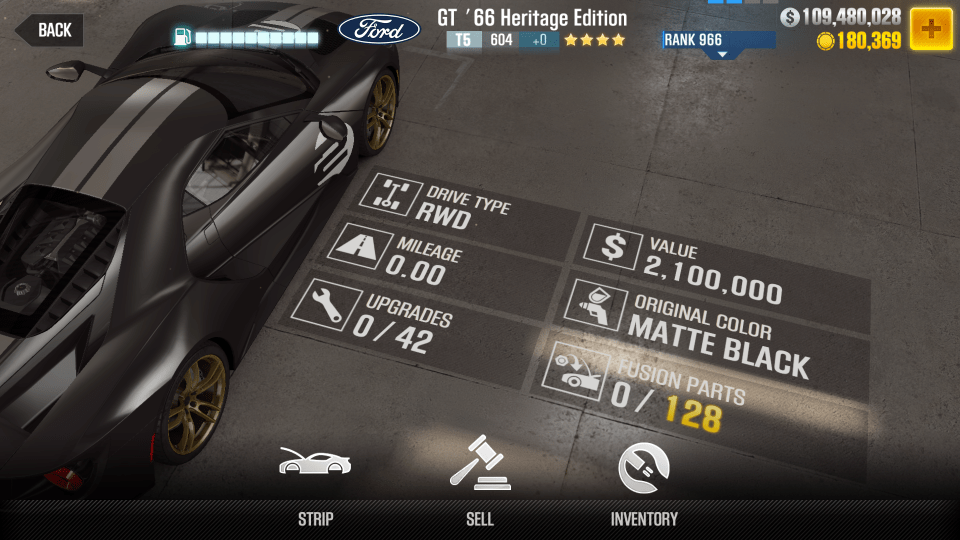 BACK
Ford
GT '66 Heritage Edition
T5 604 +0
RANK 966
109,480,028
180,369
DRIVE TYPE
RWD
MILEAGE
0.00
UPGRADES
0/42
VALUE
2,100,000
ORIGINAL COLOR
MATTE BLACK
FUSION PARTS
0/128
STRIP
SELL
INVENTORY